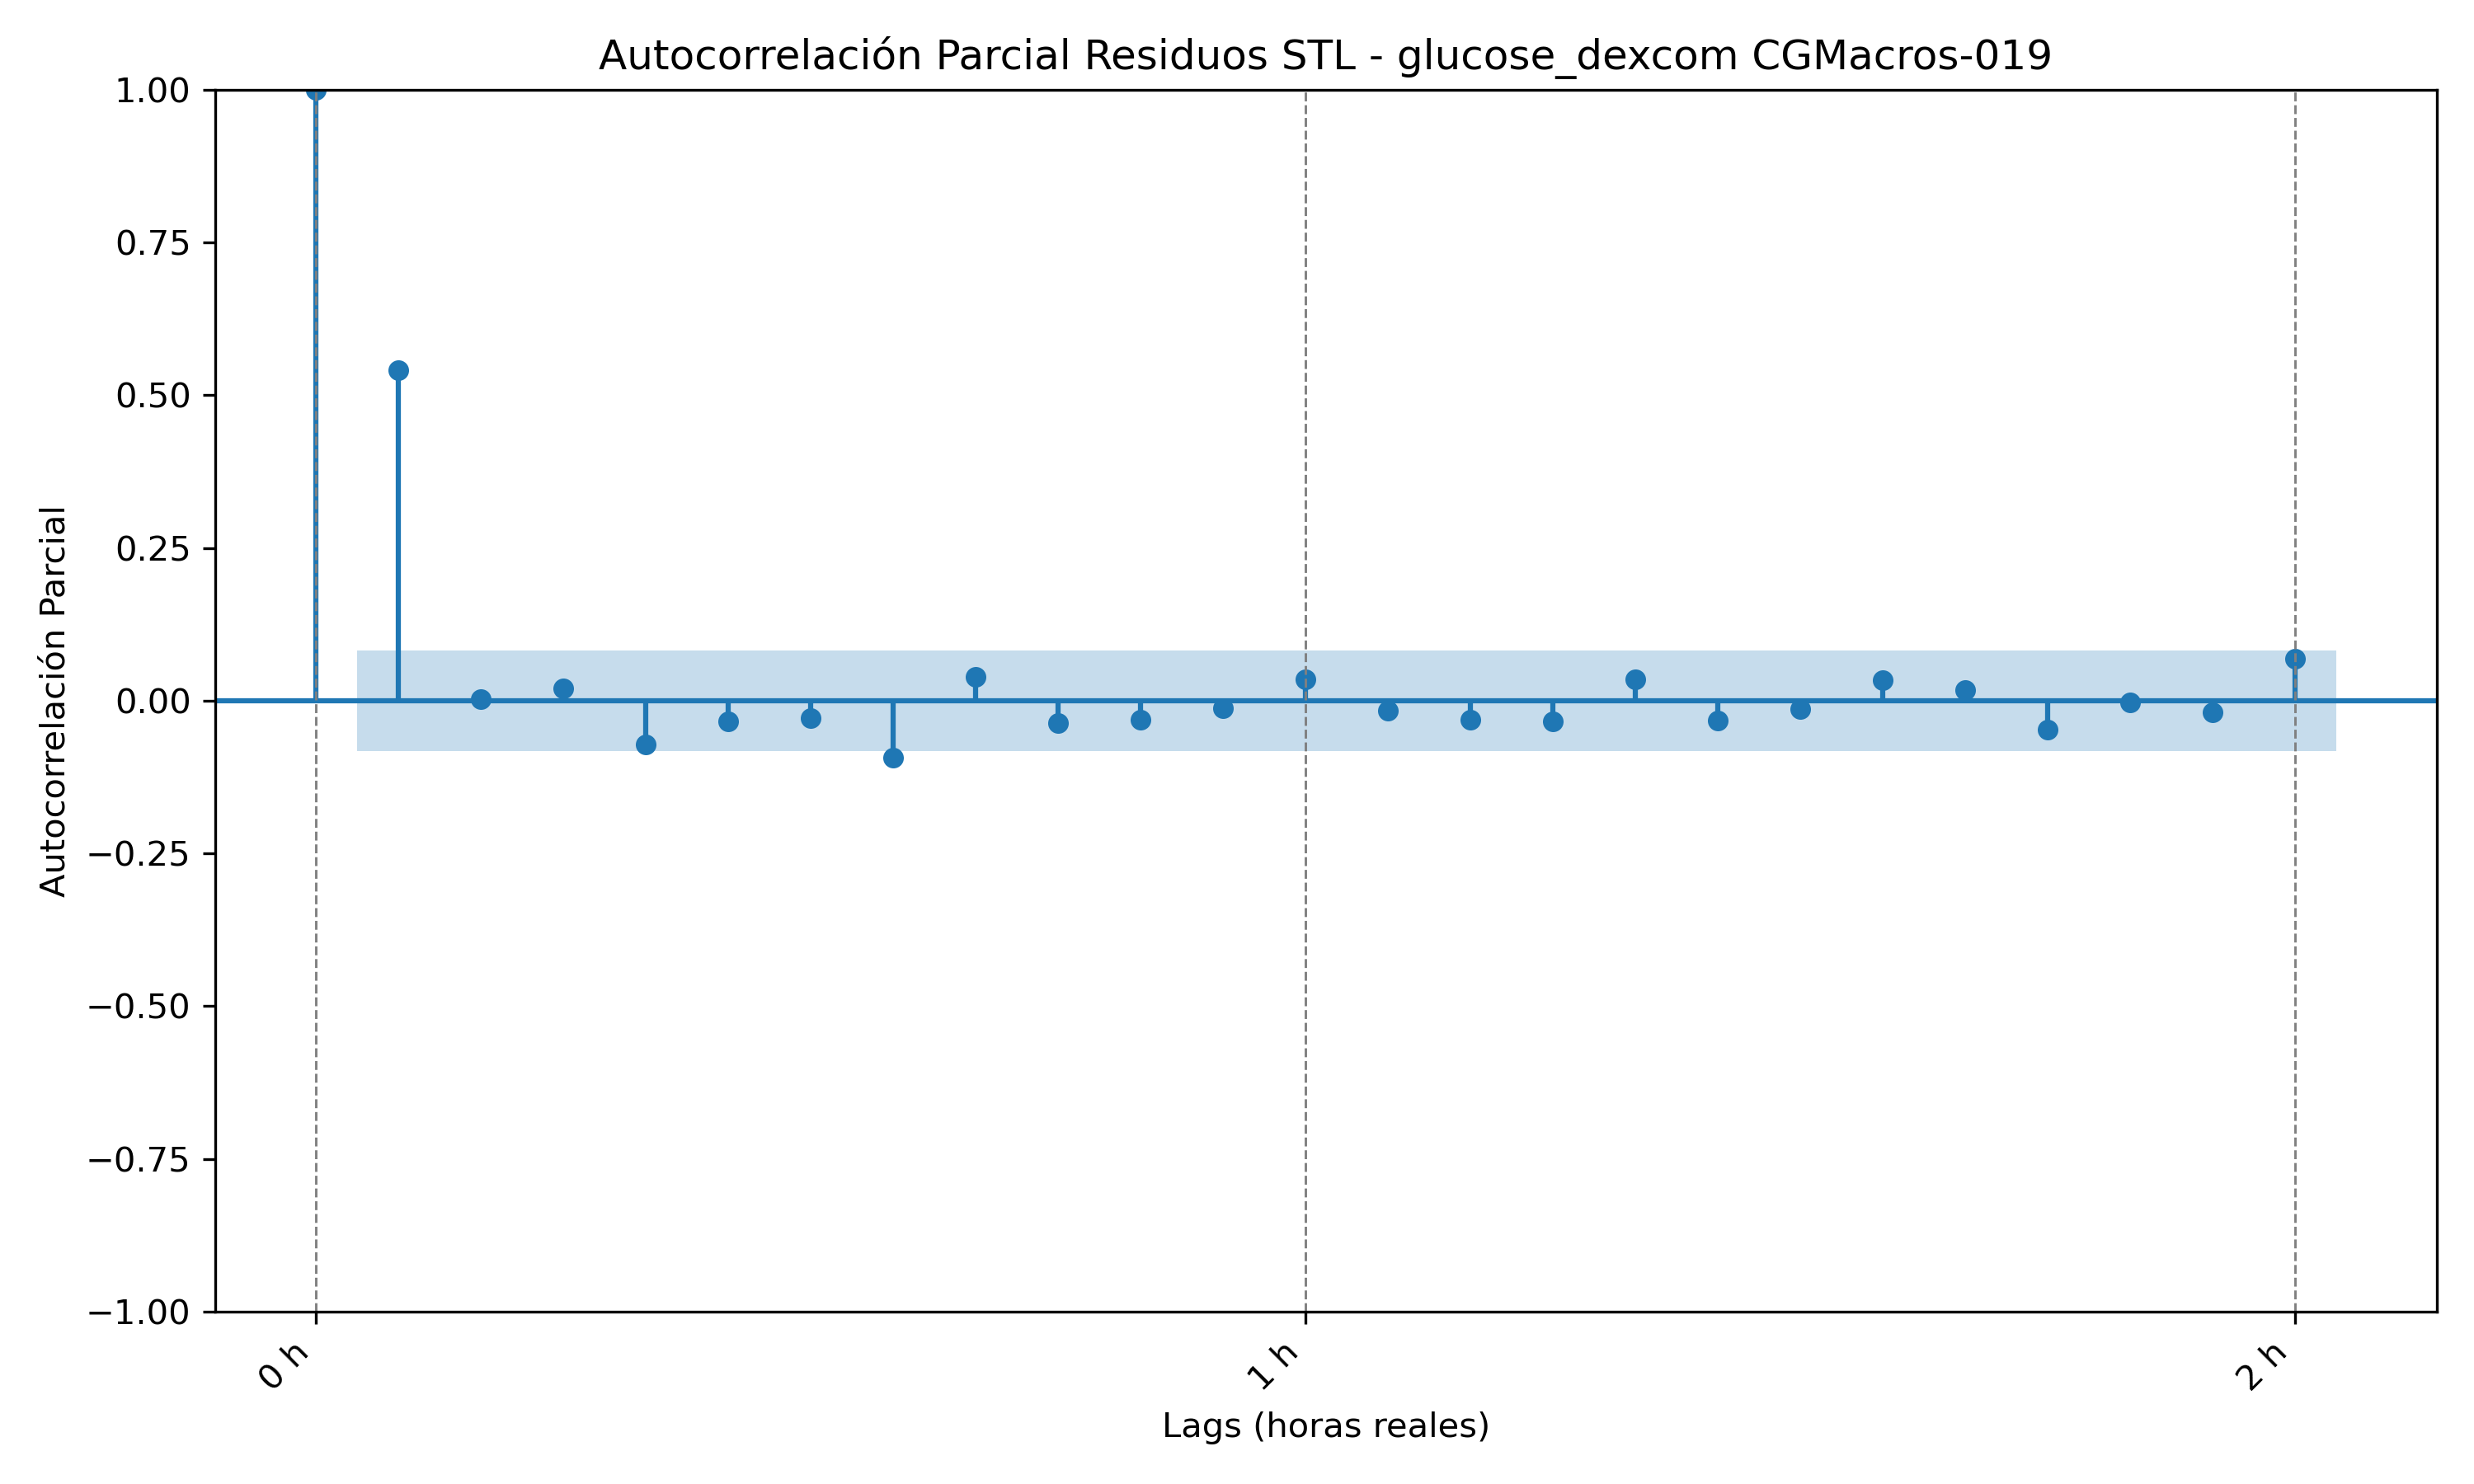 Autocorrelación Parcial Residuos STL - glucose_dexcom CGMacros-019
Autocorrelación Parcial
1.00
0.75
0.50
0.25
0.00
−0.25
−0.50
−0.75
−1.00
0 h
1 h
2 h
Lags (horas reales)